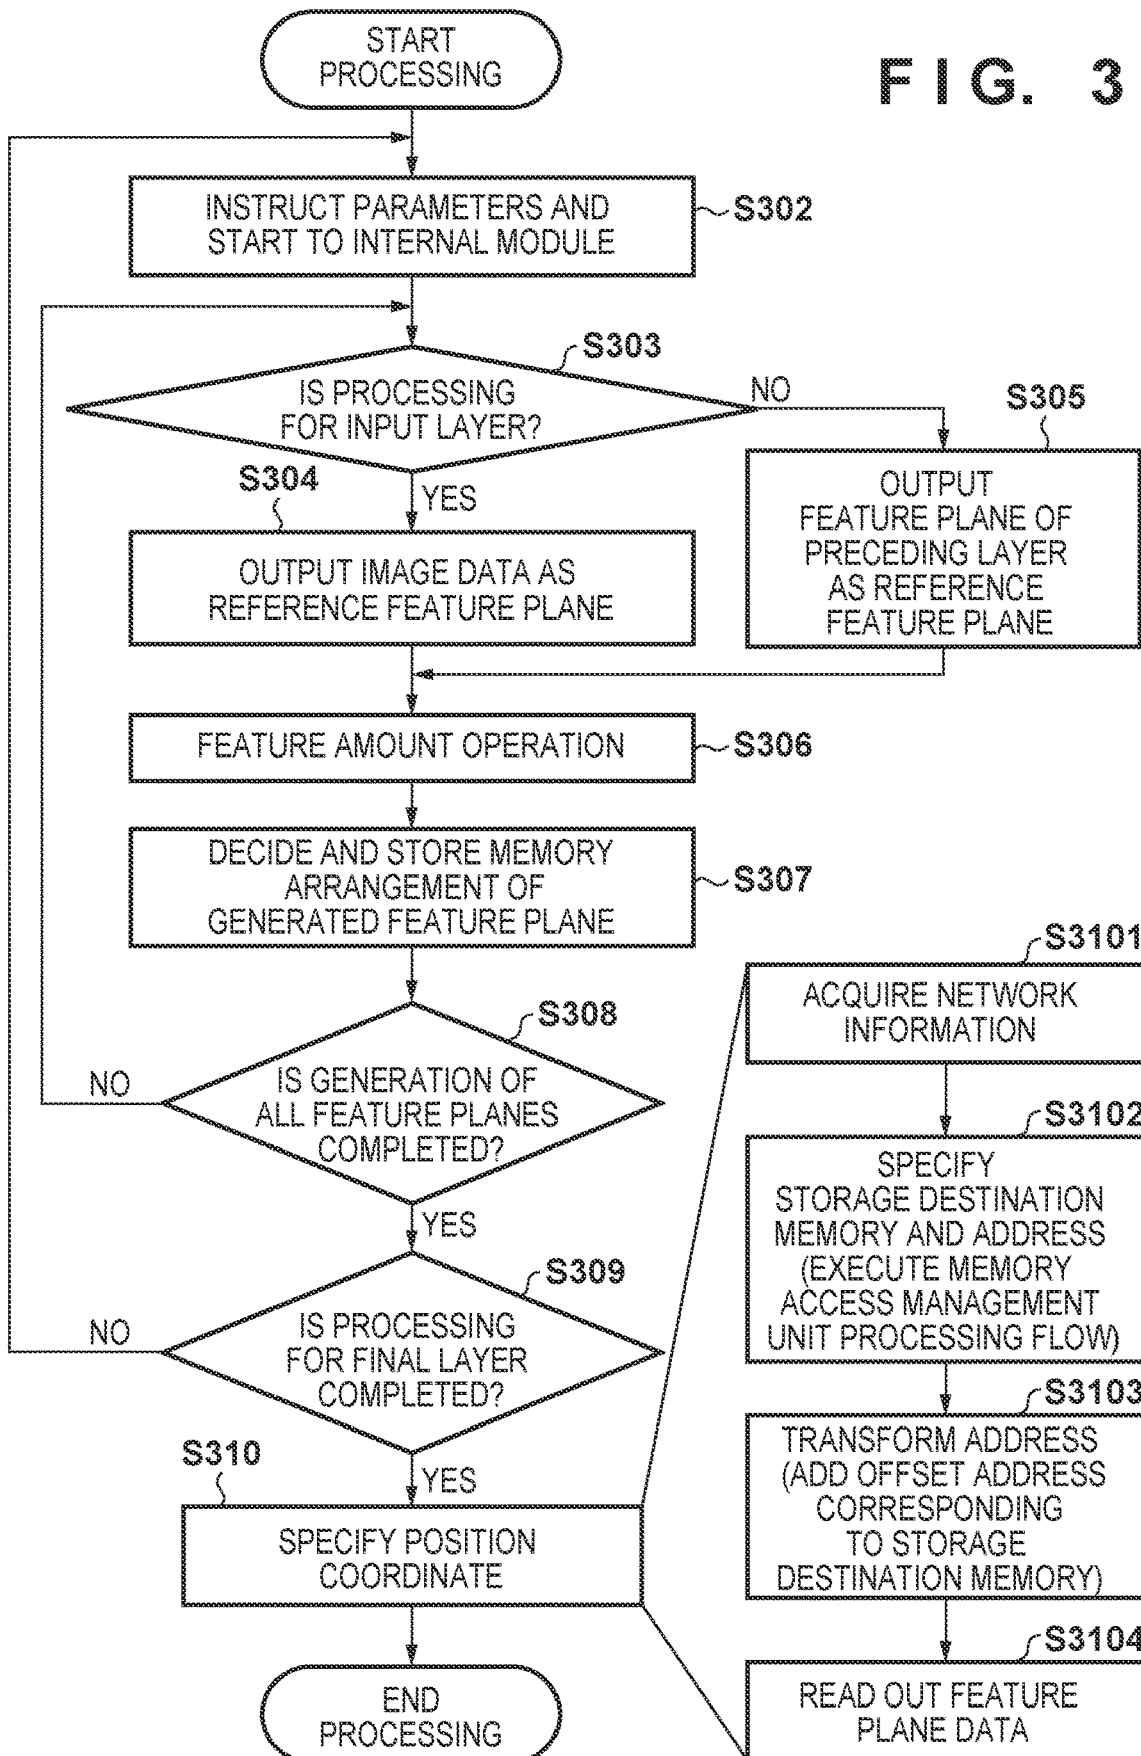 FIG. 3
START
PROCESSING
INSTRUCT PARAMETERS AND
START TO INTERNAL MODULE
S302
IS PROCESSING
FOR INPUT LAYER?
S303
NO
YES
S304
OUTPUT IMAGE DATA AS
REFERENCE FEATURE PLANE
S305
OUTPUT
FEATURE PLANE OF
PRECEDING LAYER
AS REFERENCE
FEATURE PLANE
FEATURE AMOUNT OPERATION
S306
DECIDE AND STORE MEMORY
ARRANGEMENT OF
GENERATED FEATURE PLANE
S307
S308
IS GENERATION OF
ALL FEATURE PLANES
COMPLETED?
NO
YES
S309
IS PROCESSING
FOR FINAL LAYER
COMPLETED?
NO
YES
S310
SPECIFY POSITION
COORDINATE
END
PROCESSING
S3101
ACQUIRE NETWORK
INFORMATION
S3102
SPECIFY
STORAGE DESTINATION
MEMORY AND ADDRESS
(EXECUTE MEMORY
ACCESS MANAGEMENT
UNIT PROCESSING FLOW)
S3103
TRANSFORM ADDRESS
(ADD OFFSET ADDRESS
CORRESPONDING
TO STORAGE
DESTINATION MEMORY)
S3104
READ OUT FEATURE
PLANE DATA